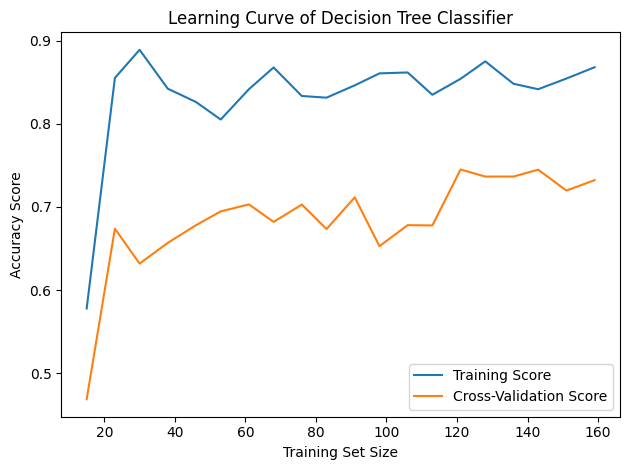 Learning Curve of Decision Tree Classifier
0.9
0.8
0.7
0.6
0.5
Accuracy Score
20 40 60 80 100 120 140 160
Training Set Size
Training Score
Cross-Validation Score